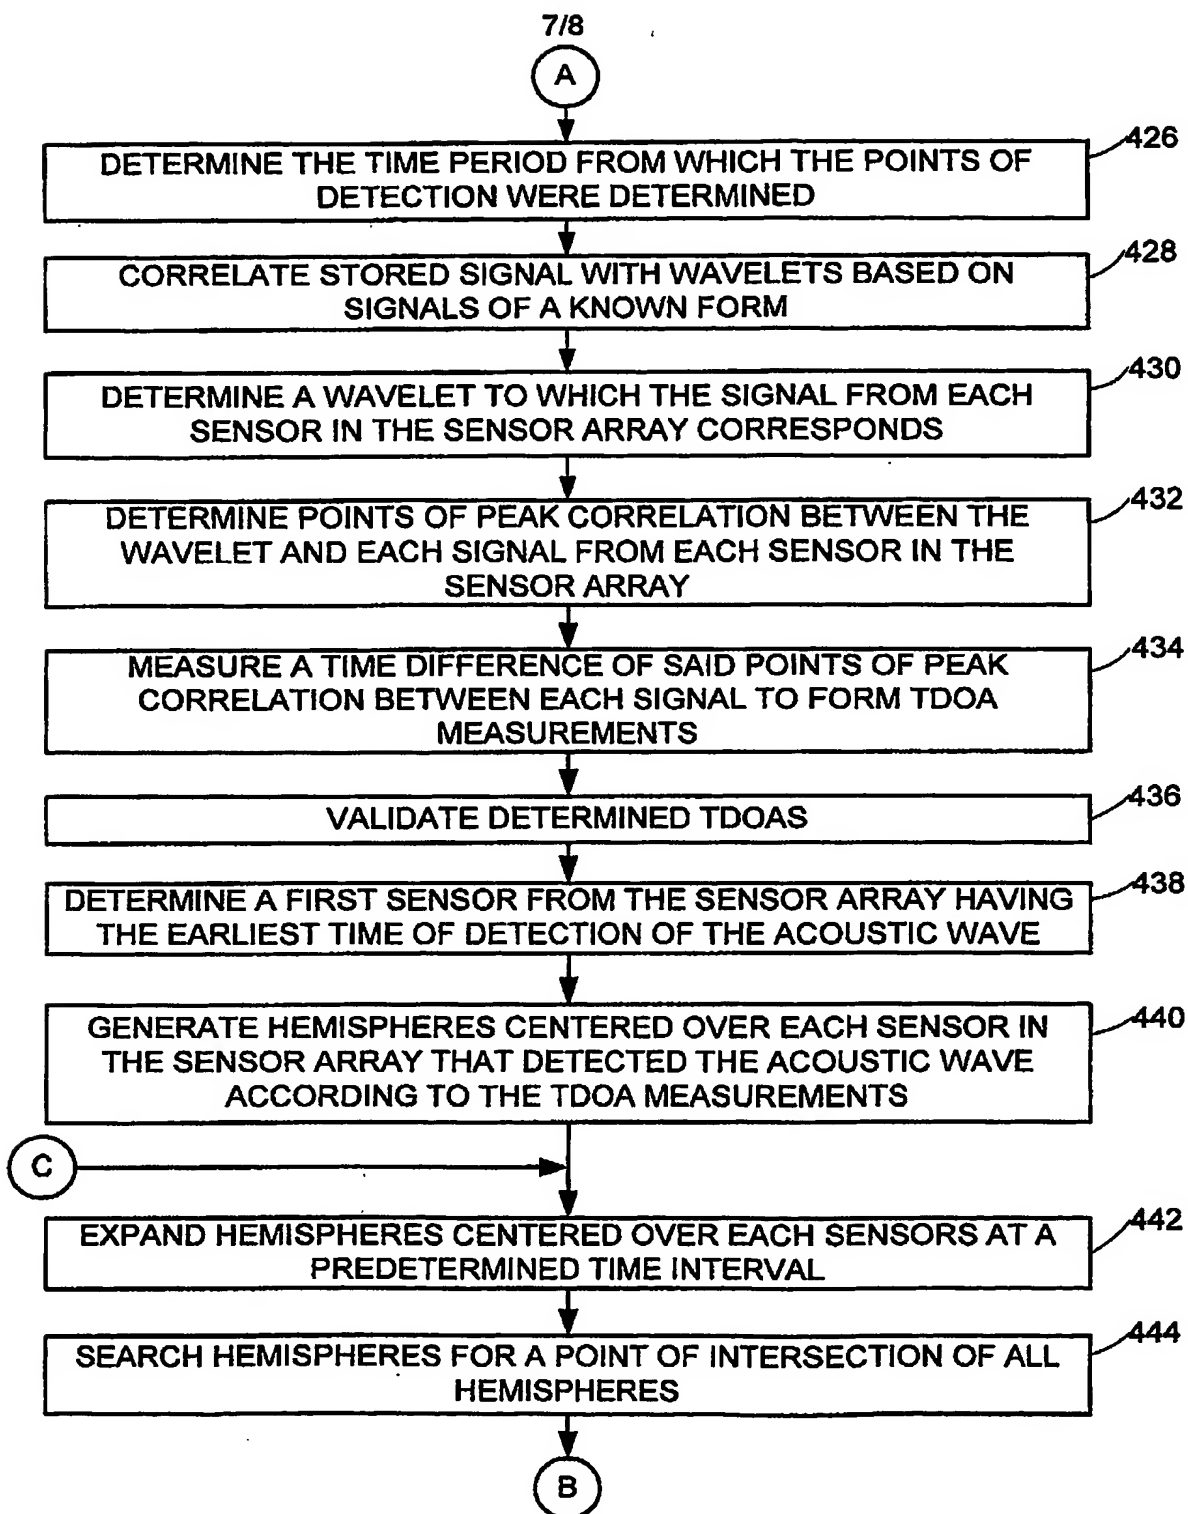 7/8
A
426
DETERMINE THE TIME PERIOD FROM WHICH THE POINTS OF
DETECTION WERE DETERMINED
428
CORRELATE STORED SIGNAL WITH WAVELETS BASED ON
SIGNALS OF A KNOWN FORM
430
DETERMINE A WAVELET TO WHICH THE SIGNAL FROM EACH
SENSOR IN THE SENSOR ARRAY CORRESPONDS
432
DETERMINE POINTS OF PEAK CORRELATION BETWEEN THE
WAVELET AND EACH SIGNAL FROM EACH SENSOR IN THE
SENSOR ARRAY
434
MEASURE A TIME DIFFERENCE OF SAID POINTS OF PEAK
CORRELATION BETWEEN EACH SIGNAL TO FORM TDOA
MEASUREMENTS
436
VALIDATE DETERMINED TDOAS
438
DETERMINE A FIRST SENSOR FROM THE SENSOR ARRAY HAVING
THE EARLIEST TIME OF DETECTION OF THE ACOUSTIC WAVE
440
GENERATE HEMISPHERES CENTERED OVER EACH SENSOR IN
THE SENSOR ARRAY THAT DETECTED THE ACOUSTIC WAVE
ACCORDING TO THE TDOA MEASUREMENTS
C
442
EXPAND HEMISPHERES CENTERED OVER EACH SENSORS AT A
PREDETERMINED TIME INTERVAL
444
SEARCH HEMISPHERES FOR A POINT OF INTERSECTION OF ALL
HEMISPHERES
B